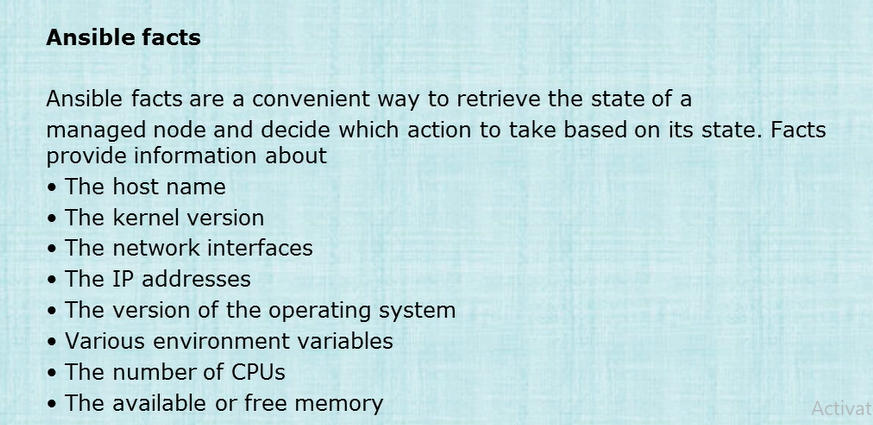 Ansible facts
Ansible facts are a convenient way to retrieve the state of a
managed node and decide which action to take based on its state. Facts
provide information about
• The host name
• The kernel version
• The network interfaces
• The IP addresses
• The version of the operating system
• Various environment variables
• The number of CPUs
• The available or free memory
Activat